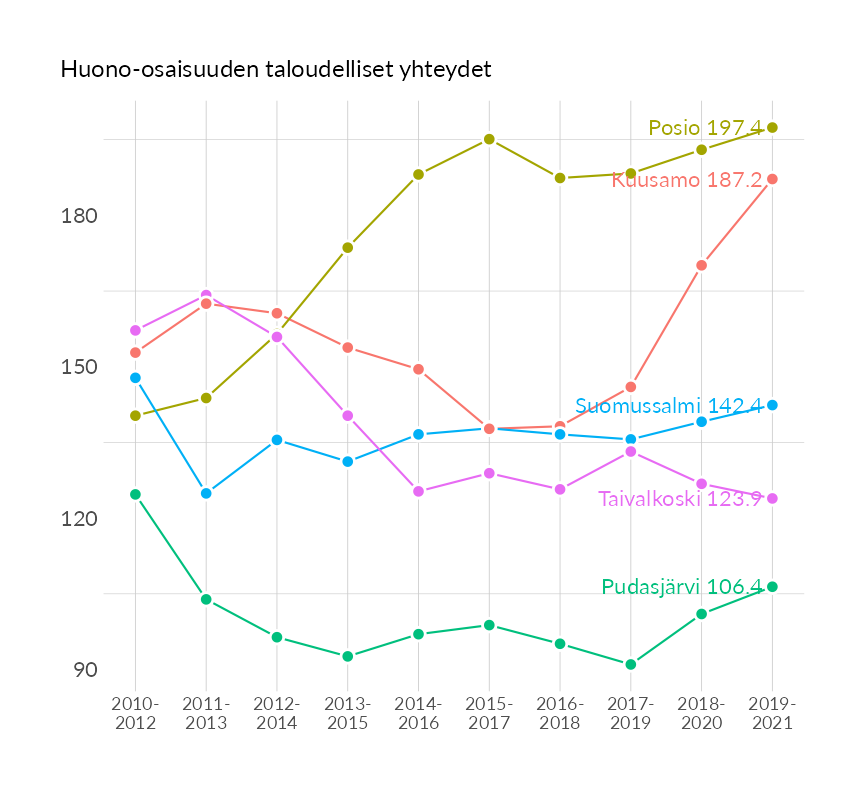 Huono-osaisuuden taloudelliset yhteydet
Posio 197.4
Kuusamo 187.2
180
150
Suomussalmi 142.4
Taivalkoski 123.9
120
Pudasjärvi 106.4
90
2010-2012
2011-2013
2012-2014
2013-2015
2014-2016
2015-2017
2016-2018
2017-2019
2018-2020
2019-2021